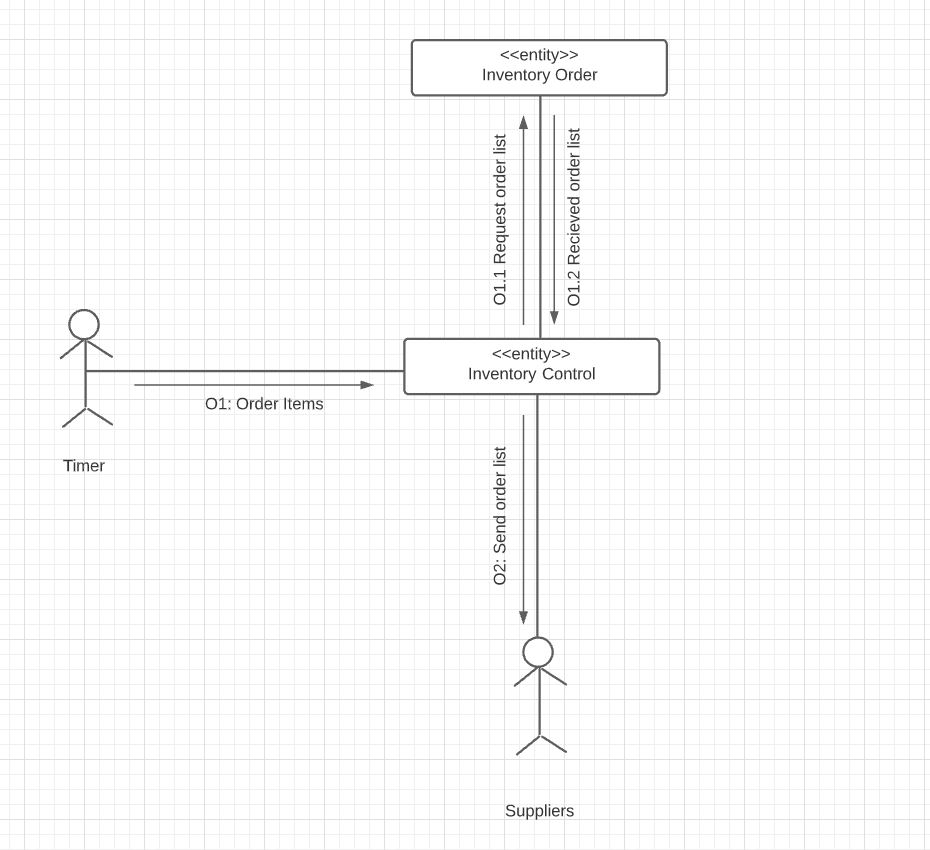 <<entity>>
Inventory Order
O1.1 Request order list
O1.2 Recieved order list
<<entity>>
Inventory Control
O1: Order Items
Timer
O2: Send order list
Suppliers